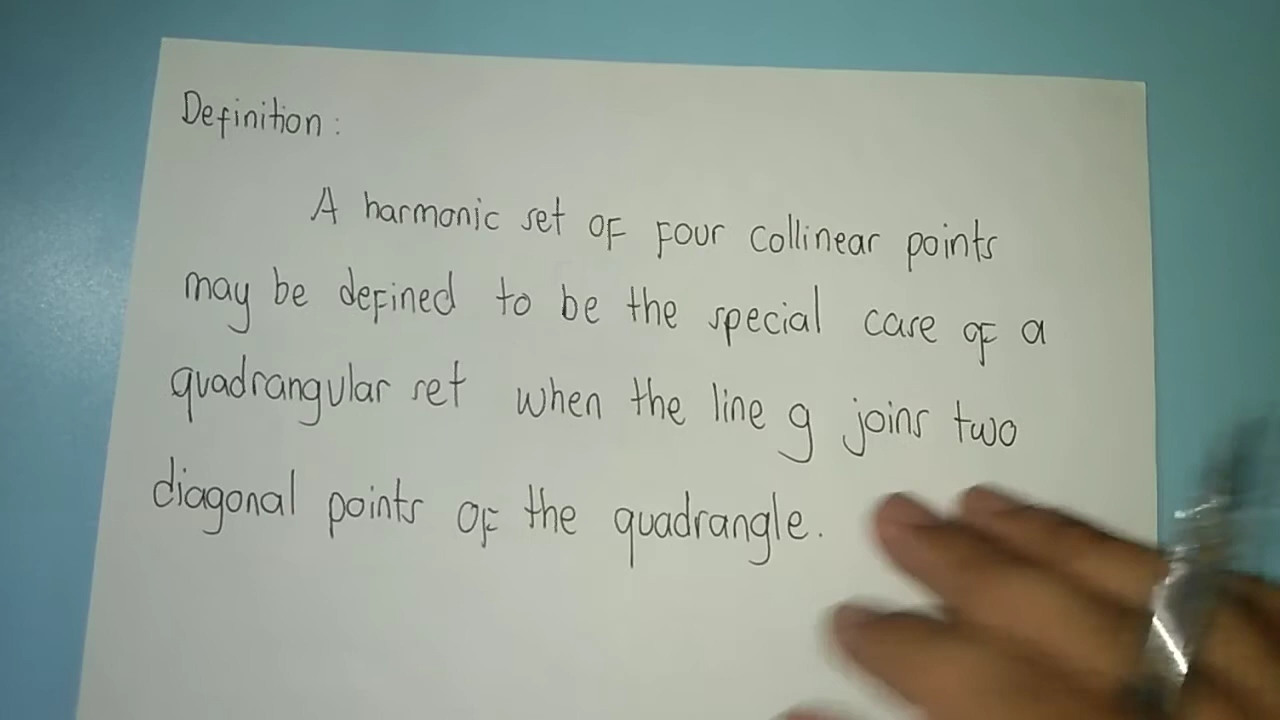 Definition:
A harmonic set of four collinear points
may be defined to be the special case of a
quadrangular set when the line g joins two
diagonal points of the quadrangle.